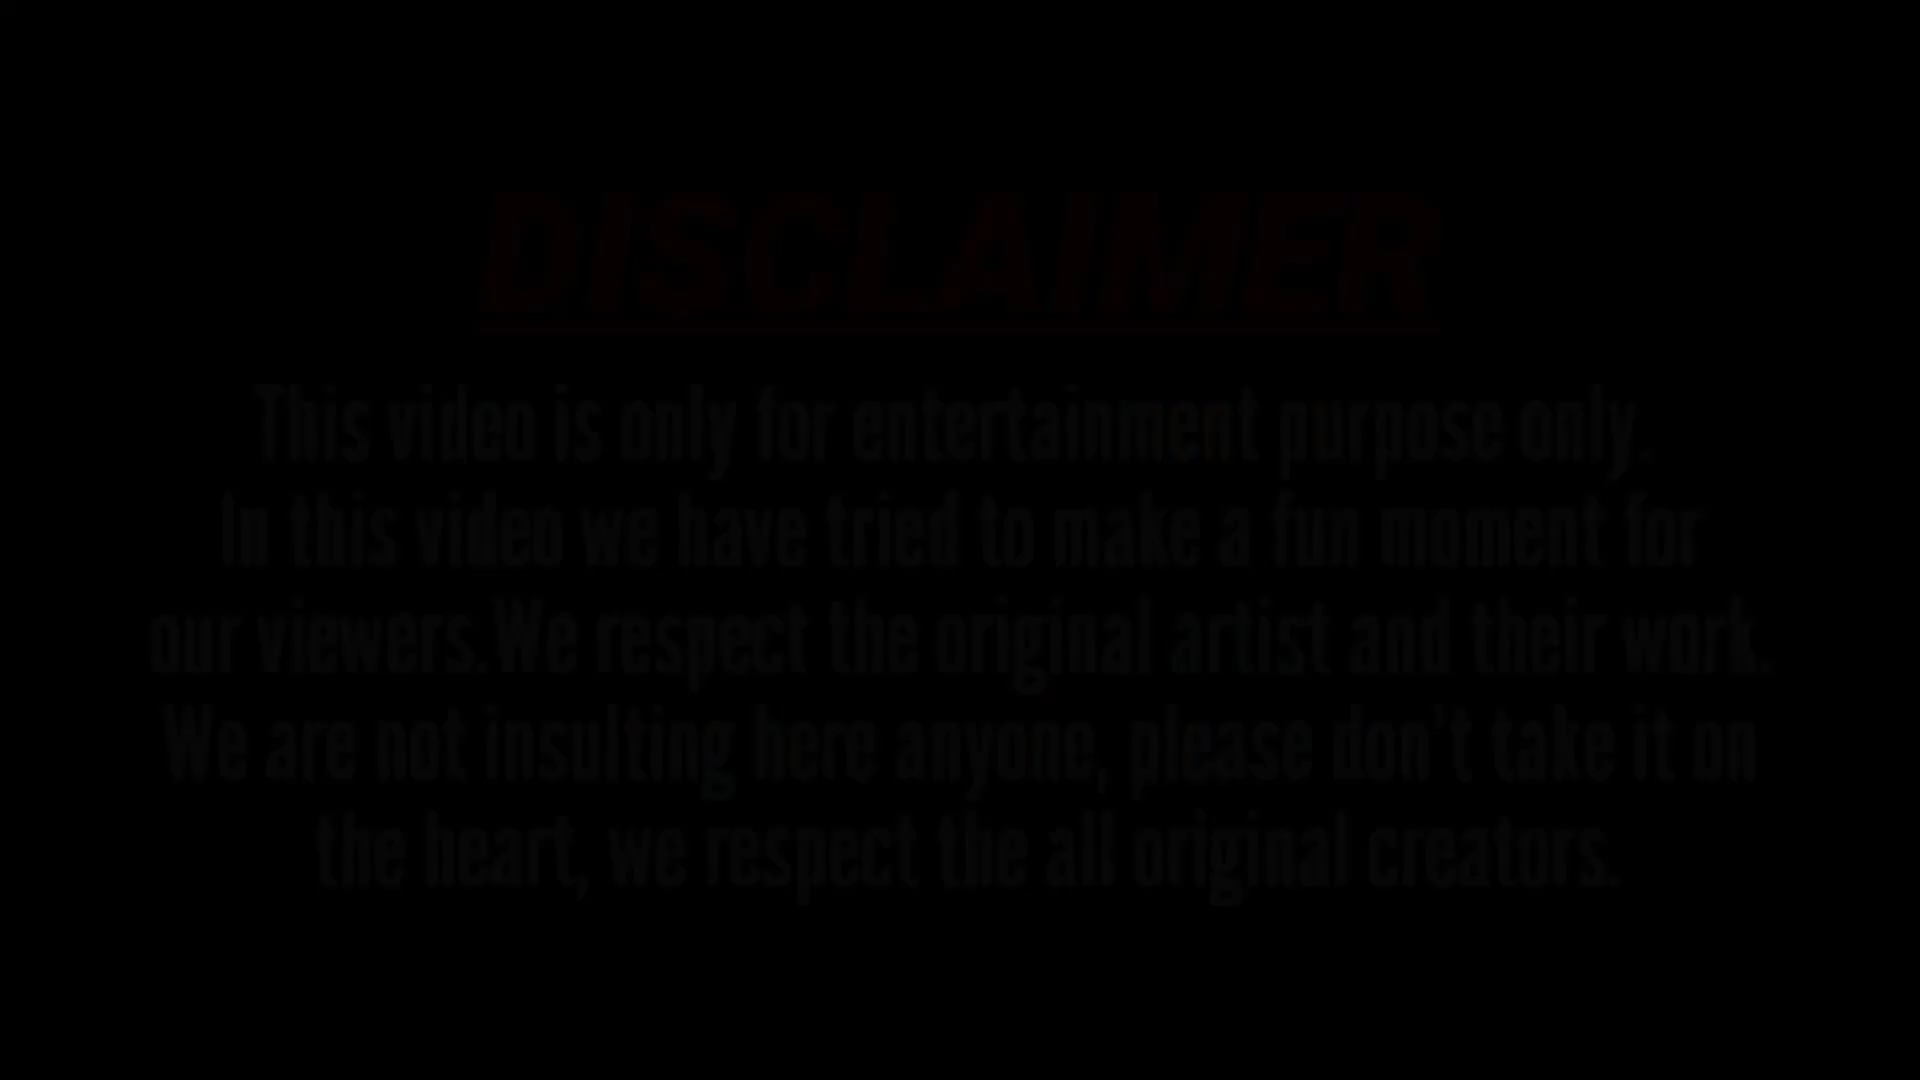 DISCLAIMER
This video is only for entertainment purpose only.
In this video we have tried to make a fun moment for
our viewers.We respect the original artist and their work.
We are not insulting here anyone, please don't take it on
the heart, we respect the all original creators.